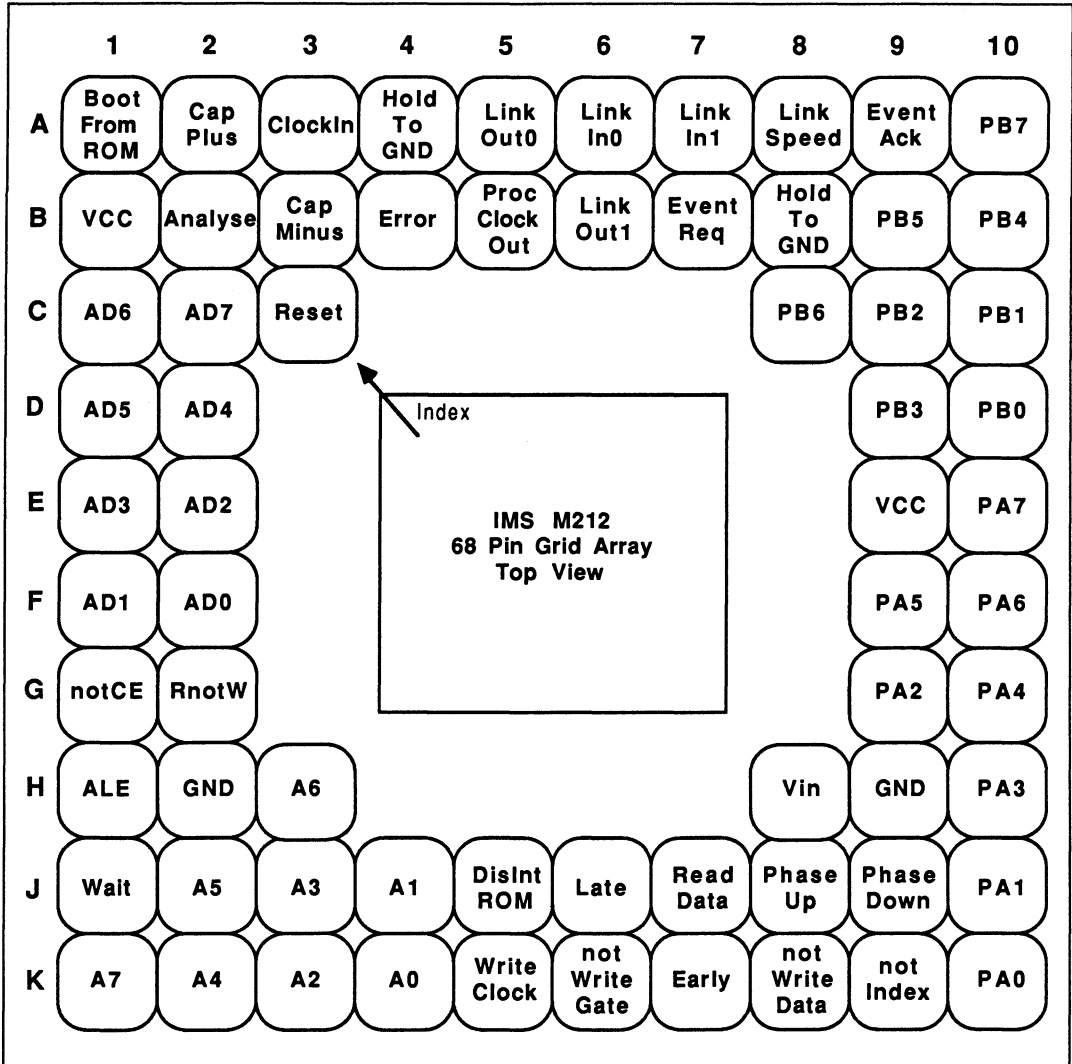 1 2 3 4 5 6 7 8 9 10
A Boot From ROM Cap Plus ClockIn Hold To GND Link Out0 Link In0 Link In1 Link Speed Event Ack PB7
B VCC Analyse Cap Minus Error Proc Clock Out Link Out1 Event Req Hold To GND PB5 PB4
C AD6 AD7 Reset PB6 PB2 PB1
D AD5 AD4 Index PB3 PB0
E AD3 AD2 VCC PA7
IMS M212
68 Pin Grid Array
Top View
F AD1 AD0 PA5 PA6
G notCE RnotW PA2 PA4
H ALE GND A6 Vin GND PA3
J Wait A5 A3 A1 DisInt ROM Late Read Data Phase Up Phase Down PA1
K A7 A4 A2 A0 Write Clock not Write Gate Early not Write Data not Index PA0